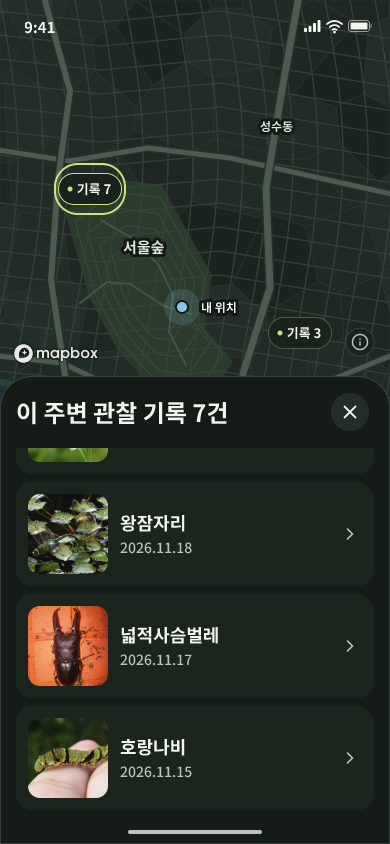 9:41
성수동
기록 7
서울숲
내 위치
기록 3
mapbox
이 주변 관찰 기록 7건
왕잠자리
2026.11.18
넓적사슴벌레
2026.11.17
호랑나비
2026.11.15